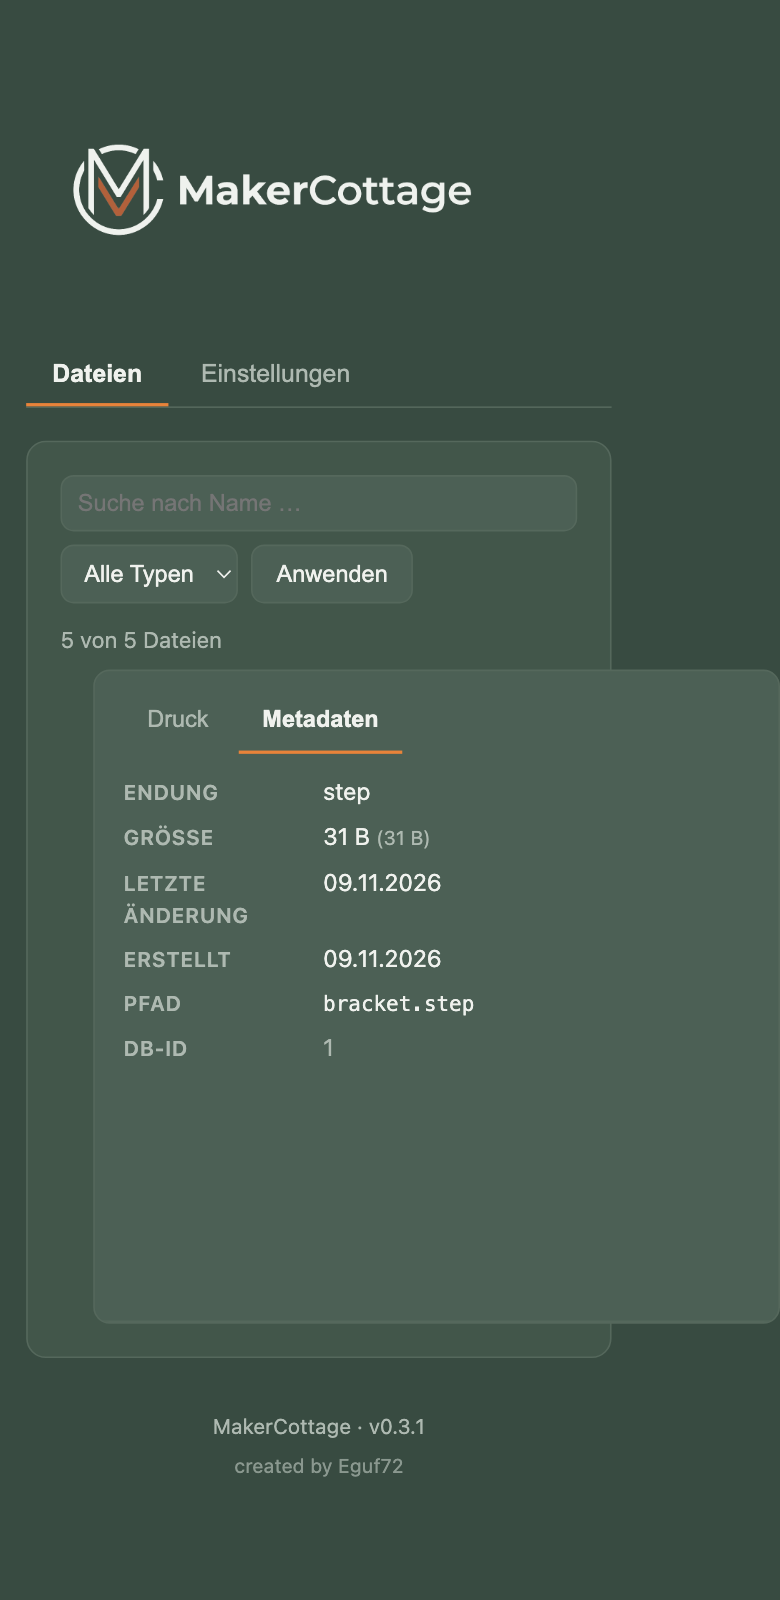 MakerCottage
Dateien Einstellungen
Suche nach Name …
Alle Typen Anwenden
5 von 5 Dateien
Druck Metadaten
ENDUNG step
GRÖSSE 31 B (31 B)
LETZTE ÄNDERUNG 09.11.2026
ERSTELLT 09.11.2026
PFAD bracket.step
DB-ID 1
MakerCottage · v0.3.1
created by Eguf72